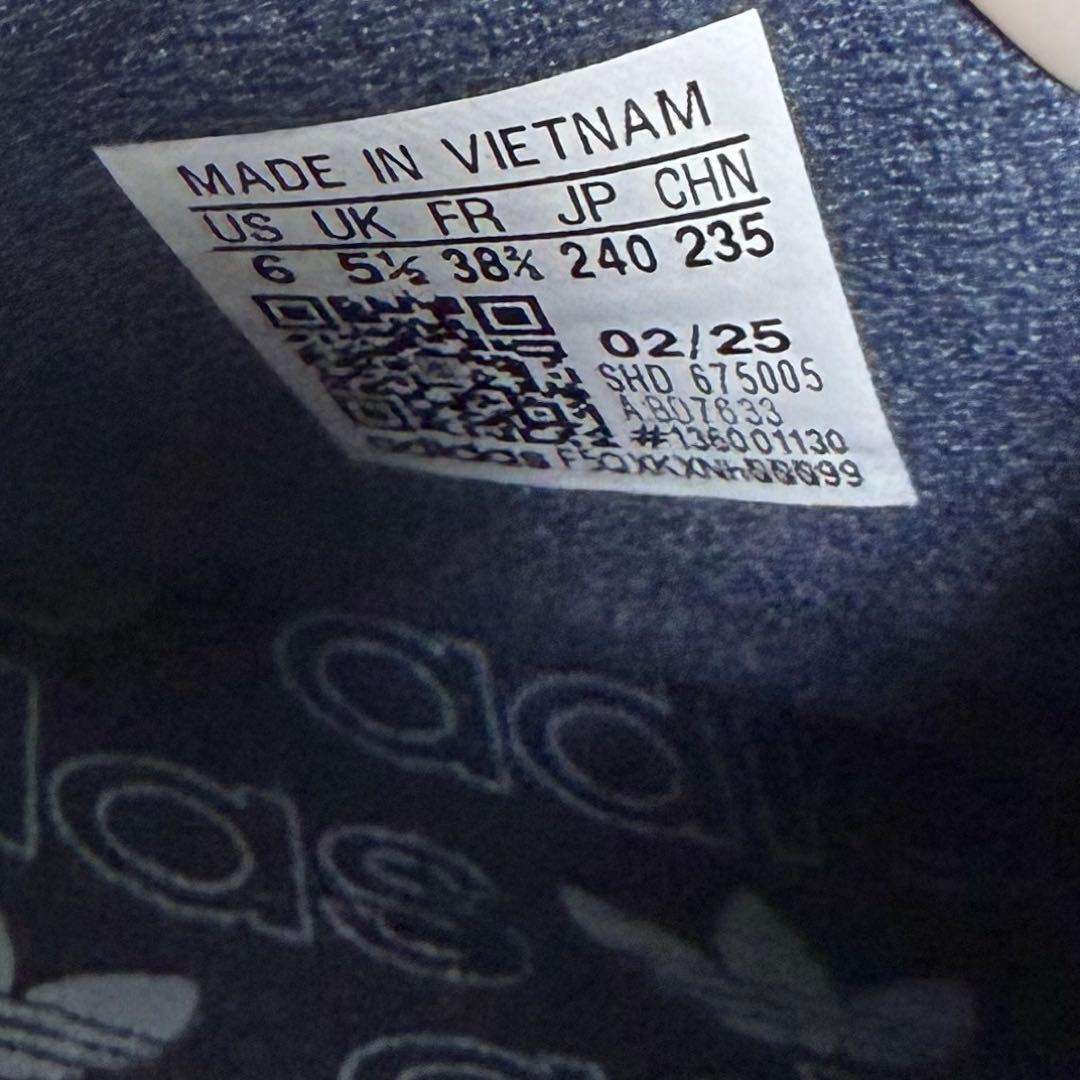 MADE IN VIETNAM
US UK FR JP CHN
6 5½ 38⅔ 240 235
02/25
SHD 675005
#136001130
adidas